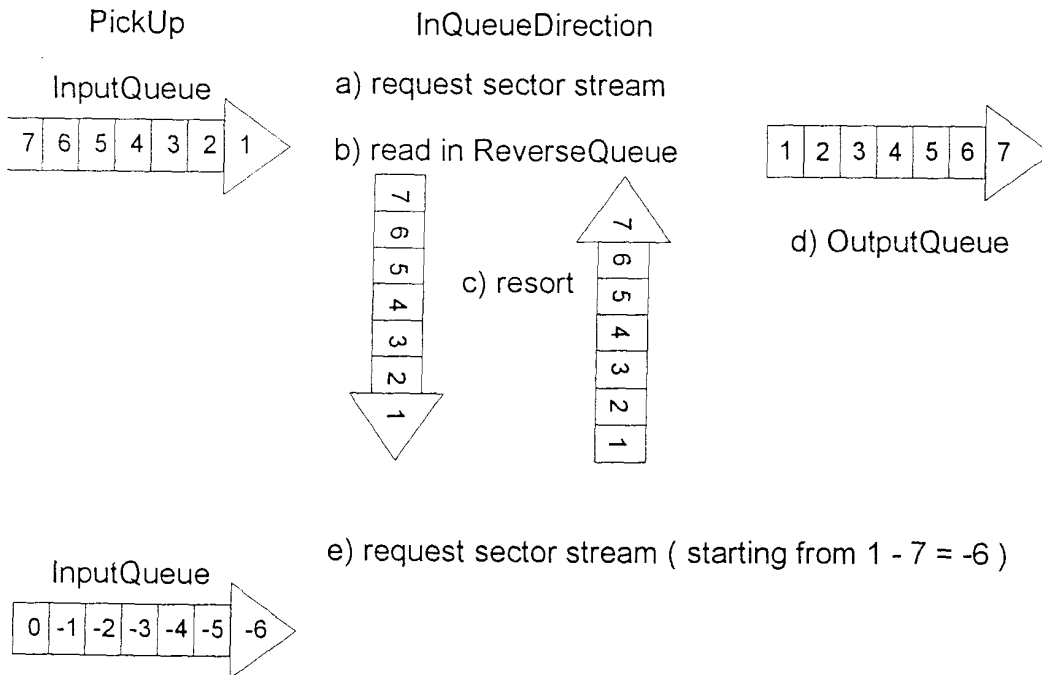 PickUp
InQueueDirection
InputQueue
a) request sector stream
7 6 5 4 3 2 1
b) read in ReverseQueue
1 2 3 4 5 6 7
7 6 5 4 3 2 1
c) resort
7 6 5 4 3 2 1
d) OutputQueue
e) request sector stream ( starting from 1 - 7 = -6 )
InputQueue
0 -1 -2 -3 -4 -5 -6